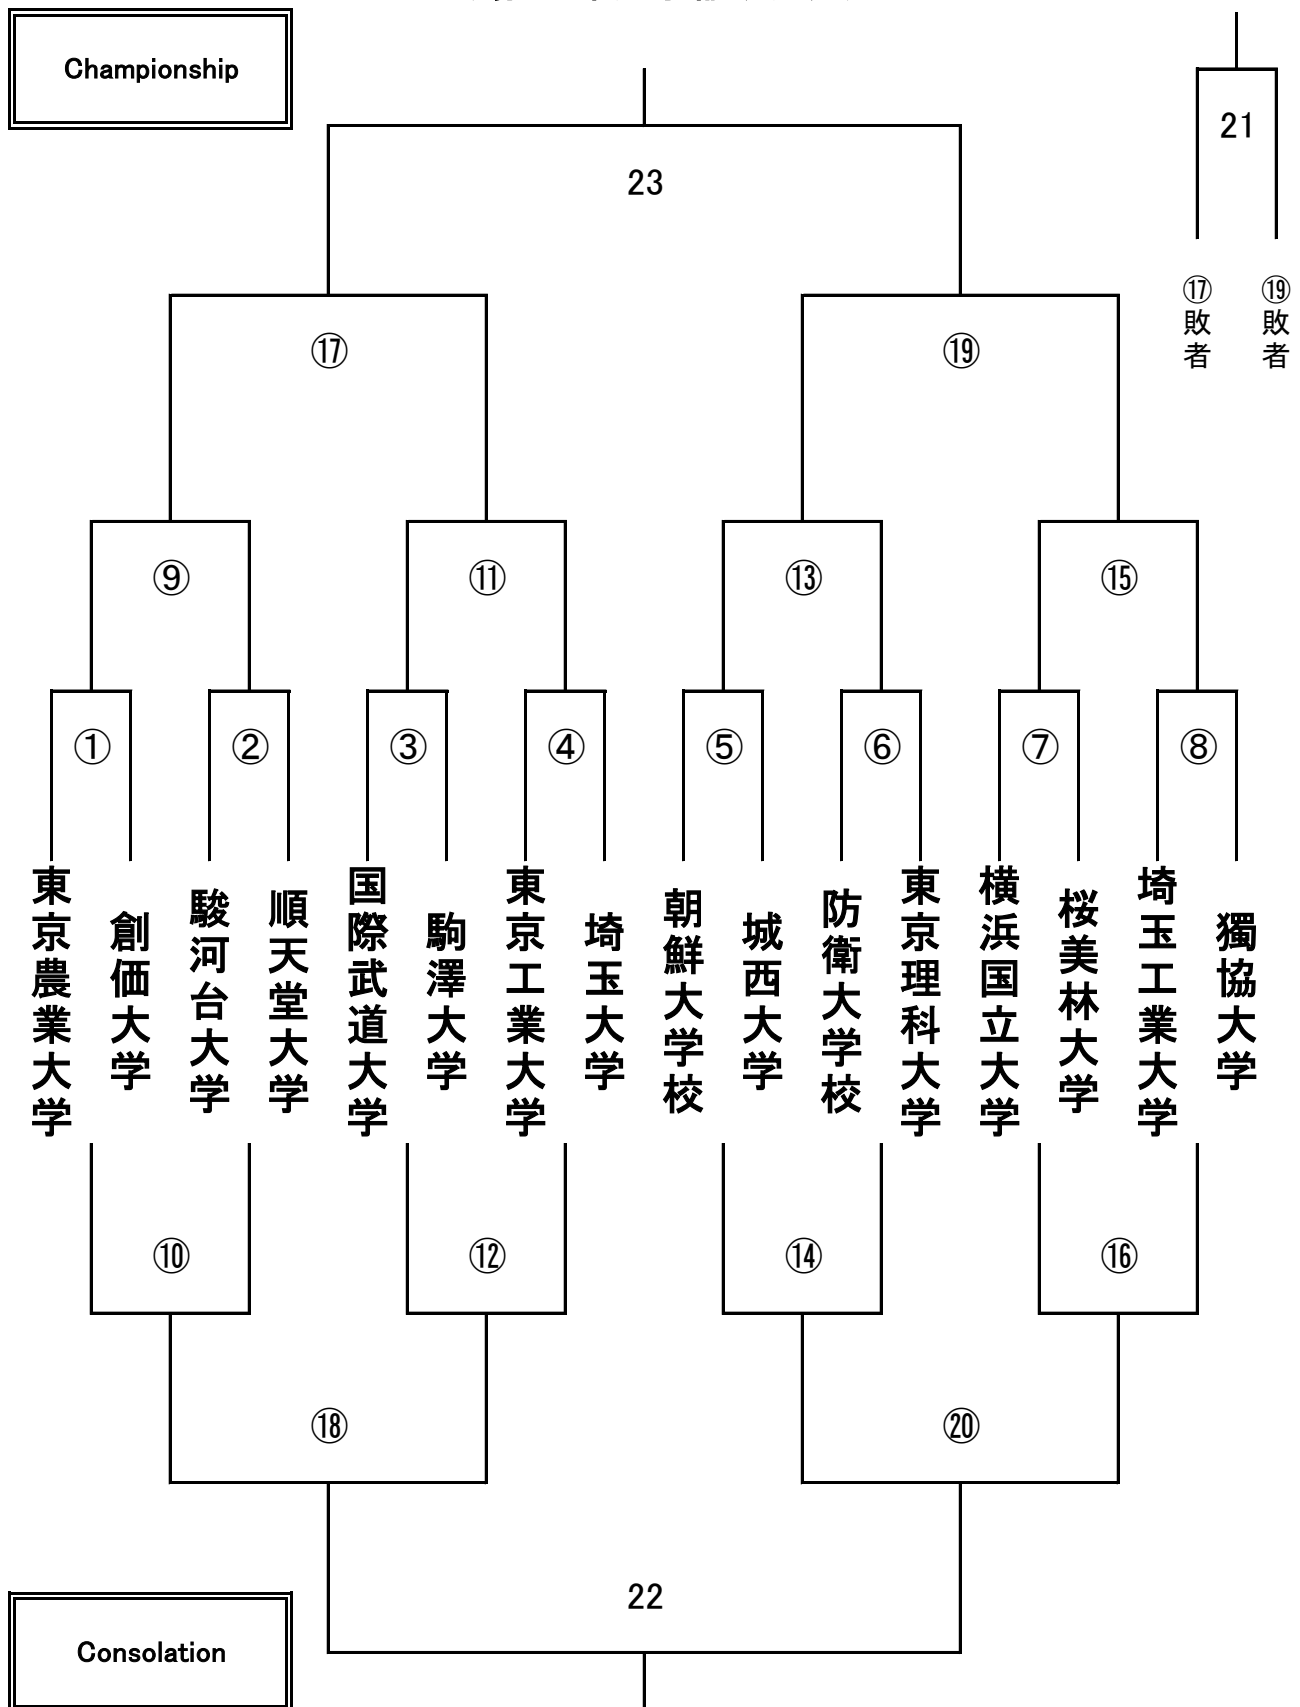 Championship
21
23
⑰敗者
⑲敗者
⑰
⑲
⑨
⑪
⑬
⑮
①
②
③
④
⑤
⑥
⑦
⑧
東京農業大学
創価大学
駿河台大学
順天堂大学
国際武道大学
駒澤大学
東京工業大学
埼玉大学
朝鮮大学校
城西大学
防衛大学校
東京理科大学
横浜国立大学
桜美林大学
埼玉工業大学
獨協大学
⑩
⑫
⑭
⑯
⑱
⑳
22
Consolation